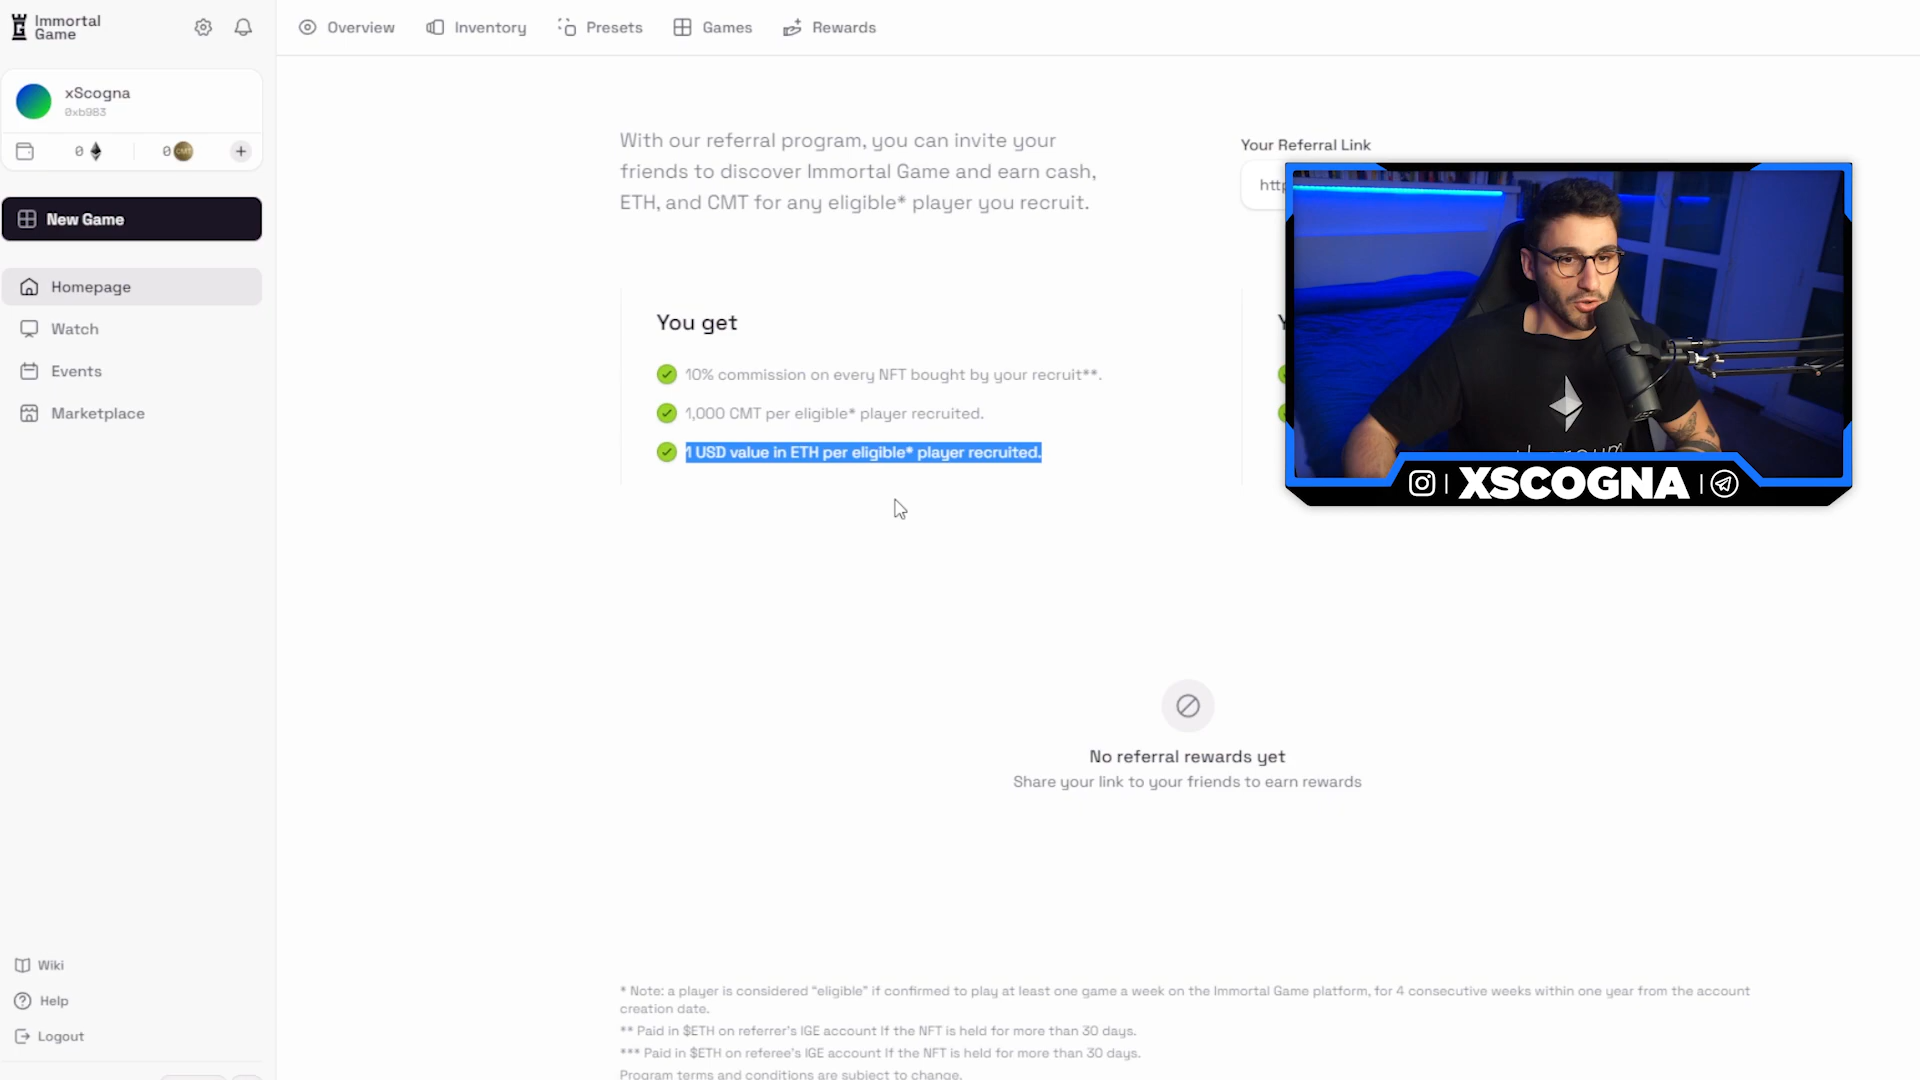 Immortal
Game
Overview
Inventory
Presets
Games
Rewards
xScogna
0xb983
0
0
CMT
+
New Game
Homepage
Watch
Events
Marketplace
With our referral program, you can invite your
friends to discover Immortal Game and earn cash,
ETH, and CMT for any eligible* player you recruit.
Your Referral Link
You get
10% commission on every NFT bought by your recruit**.
1,000 CMT per eligible* player recruited.
1 USD value in ETH per eligible* player recruited.
XSCOGNA
No referral rewards yet
Share your link to your friends to earn rewards
Wiki
Help
Logout
* Note: a player is considered “eligible” if confirmed to play at least one game a week on the Immortal Game platform, for 4 consecutive weeks within one year from the account
creation date.
** Paid in $ETH on referrer's IGE account If the NFT is held for more than 30 days.
*** Paid in $ETH on referee's IGE account If the NFT is held for more than 30 days.
Program terms and conditions are subject to change.